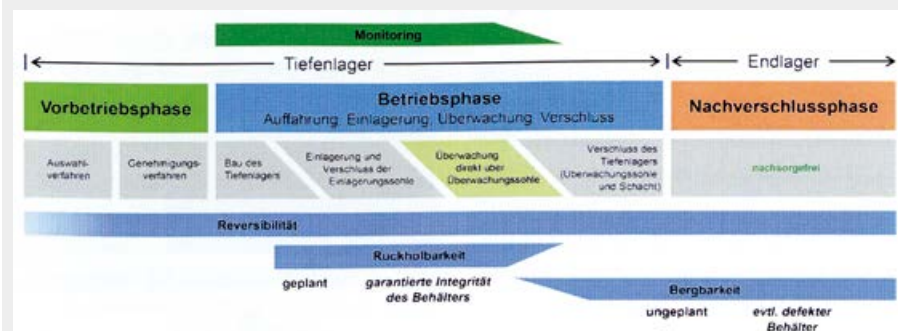 Monitoring
Tiefenlager
Endlager
Vorbetriebsphase
Betriebsphase
Auffahrung, Einlagerung, Überwachung, Verschluss
Nachverschlussphase
Auswahl-
verfahren
Genehmigungs-
verfahren
Bau des
Tiefenlagers
Einlagerung und
Verschluss der
Einlagerungssohle
Überwachung
direkt über
Überwachungssohle
Verschluss des
Tiefenlagers
(Überwachungssohle
und Schacht)
nachsorgefrei
Reversibilität
Rückholbarkeit
geplant
garantierte Integrität
des Behälters
Bergbarkeit
ungeplant
evtl. defekter
Behälter